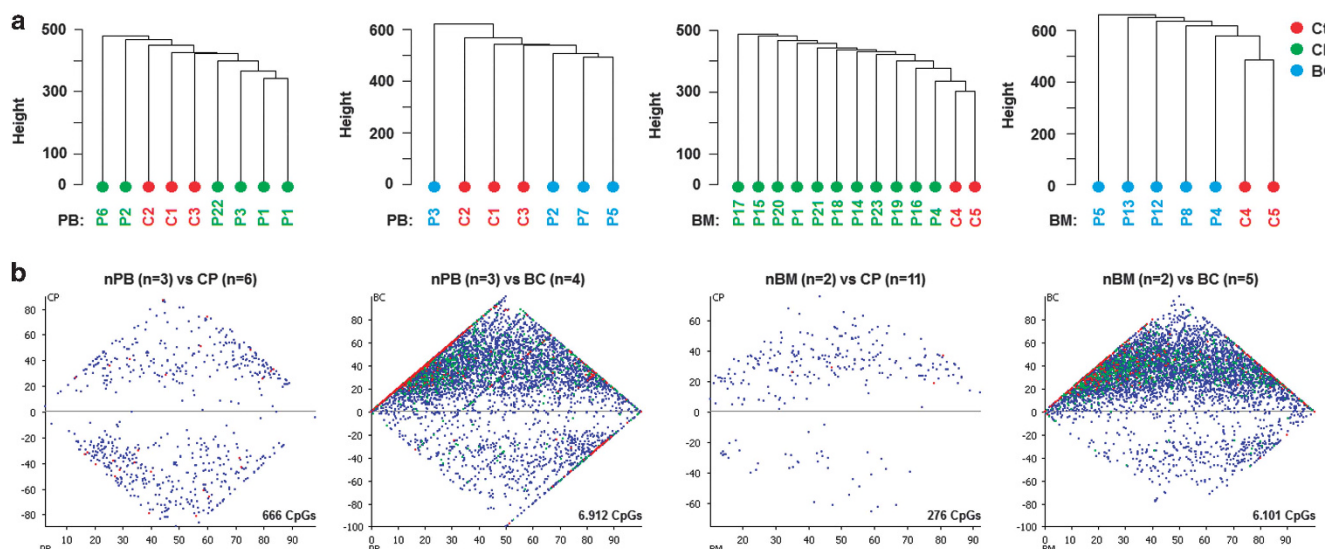 a
500
400
300
200
100
0
Height
PB:
P6 P2 C2 C1 C3 P22 P3 P1 P1
600
400
200
0
Height
PB:
P3 C2 C1 C3 P2 P7 P5
500
300
100
0
Height
BM:
P17 P15 P20 P1 P21 P18 P14 P23 P19 P16 P4 C4 C5
600
400
200
0
Height
BM:
P5 P13 P12 P8 P4 C4 C5
b
nPB (n=3) vs CP (n=6)
CP
80
60
40
20
0
-20
-40
-60
-80
666 CpGs
10 20 30 40 50 60 70 80 90
nPB (n=3) vs BC (n=4)
BC
80
60
40
20
0
-20
-40
-60
-80
-100
6.912 CpGs
0 10 20 30 40 50 60 70 80 90
nBM (n=2) vs CP (n=11)
CP
60
40
20
0
-20
-40
-60
276 CpGs
20 30 40 50 60 70 80 90
nBM (n=2) vs BC (n=5)
BC
80
60
40
20
0
-20
-40
-60
-80
-100
6.101 CpGs
0 10 20 30 40 50 60 70 80 90